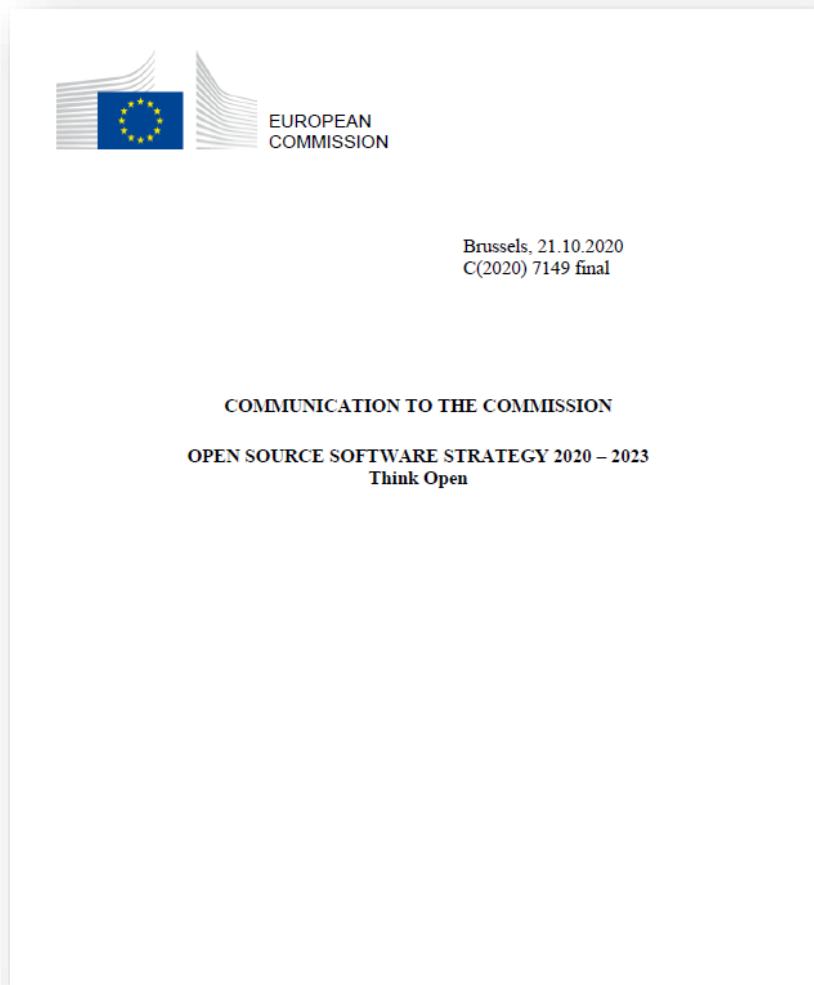 EUROPEAN
COMMISSION
Brussels, 21.10.2020
C(2020) 7149 final
COMMUNICATION TO THE COMMISSION
OPEN SOURCE SOFTWARE STRATEGY 2020 – 2023
Think Open